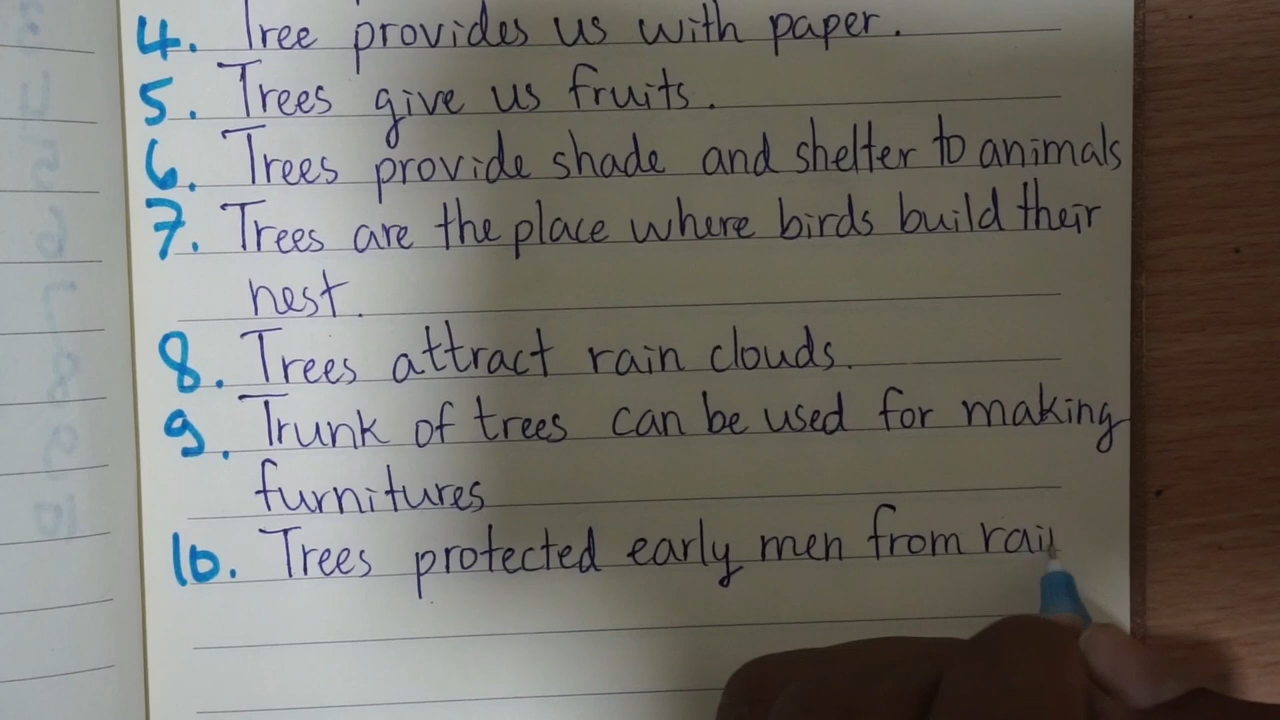 4. Tree provides us with paper.
5. Trees give us fruits.
6. Trees provide shade and shelter to animals
7. Trees are the place where birds build their
nest.
8. Trees attract rain clouds.
9. Trunk of trees can be used for making
furnitures
10. Trees protected early men from rai